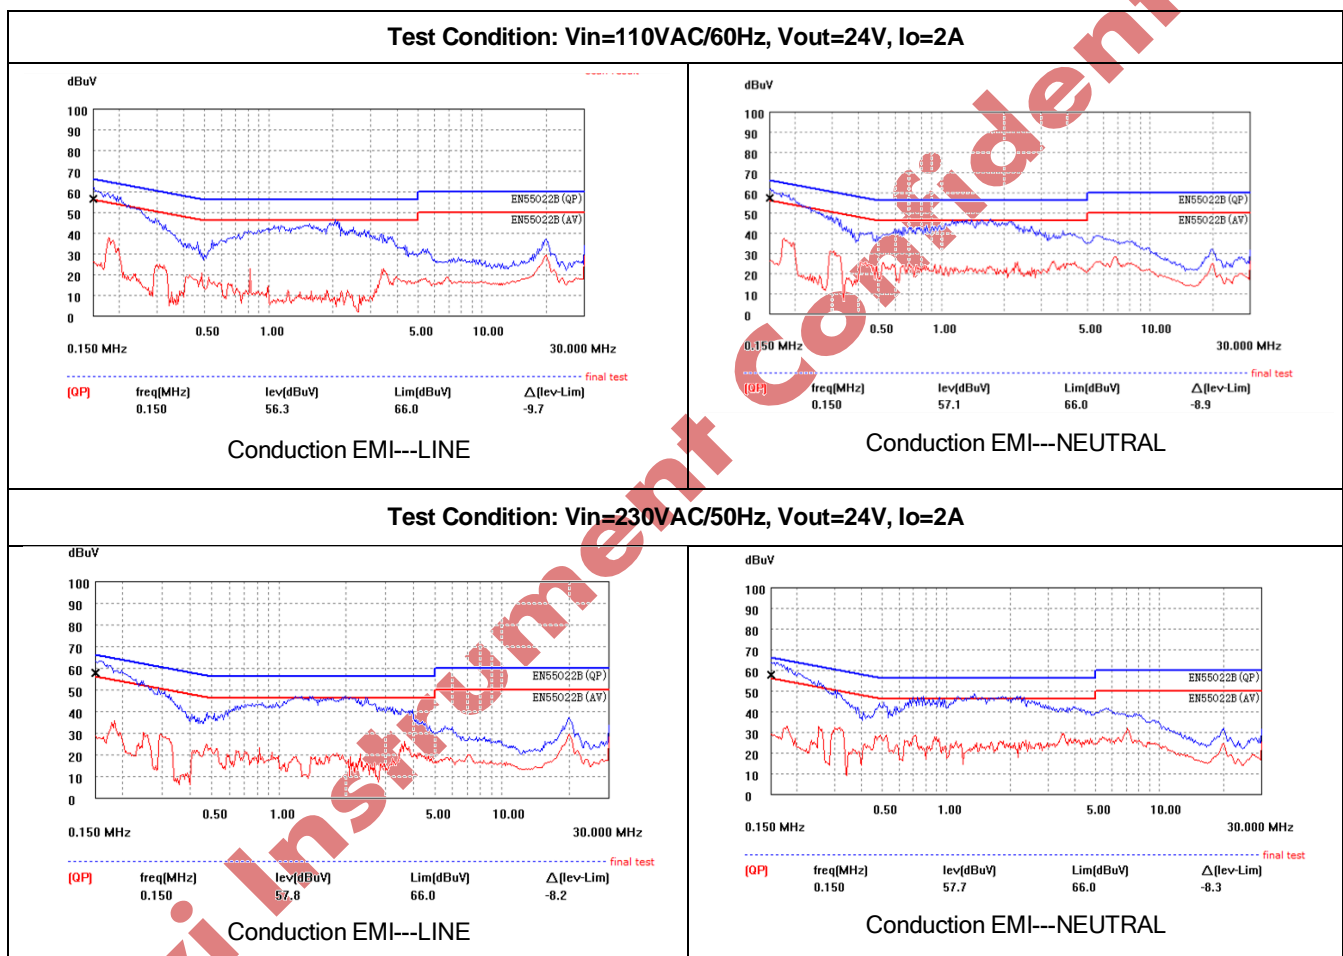 Test Condition: Vin=110VAC/60Hz, Vout=24V, Io=2A
dBuV
100
90
80
70
60
50
40
30
20
10
0
EN55022B(QP)
EN55022B(AV)
0.50 1.00 5.00 10.00
0.150 MHz 30.000 MHz
final test
[QP] freq(MHz) lev(dBuV) Lim(dBuV) △(lev-Lim)
0.150 56.3 66.0 -9.7
Conduction EMI---LINE
dBuV
100
90
80
70
60
50
40
30
20
10
0
EN55022B(QP)
EN55022B(AV)
0.50 1.00 5.00 10.00
0.150 MHz 30.000 MHz
final test
[QP] freq(MHz) lev(dBuV) Lim(dBuV) △(lev-Lim)
0.150 57.1 66.0 -8.9
Conduction EMI---NEUTRAL
Test Condition: Vin=230VAC/50Hz, Vout=24V, Io=2A
dBuV
100
90
80
70
60
50
40
30
20
10
0
EN55022B(QP)
EN55022B(AV)
0.50 1.00 5.00 10.00
0.150 MHz 30.000 MHz
final test
[QP] freq(MHz) lev(dBuV) Lim(dBuV) △(lev-Lim)
0.150 57.8 66.0 -8.2
Conduction EMI---LINE
dBuV
100
90
80
70
60
50
40
30
20
10
0
EN55022B(QP)
EN55022B(AV)
0.50 1.00 5.00 10.00
0.150 MHz 30.000 MHz
final test
[QP] freq(MHz) lev(dBuV) Lim(dBuV) △(lev-Lim)
0.150 57.7 66.0 -8.3
Conduction EMI---NEUTRAL
xi Instrument Confident